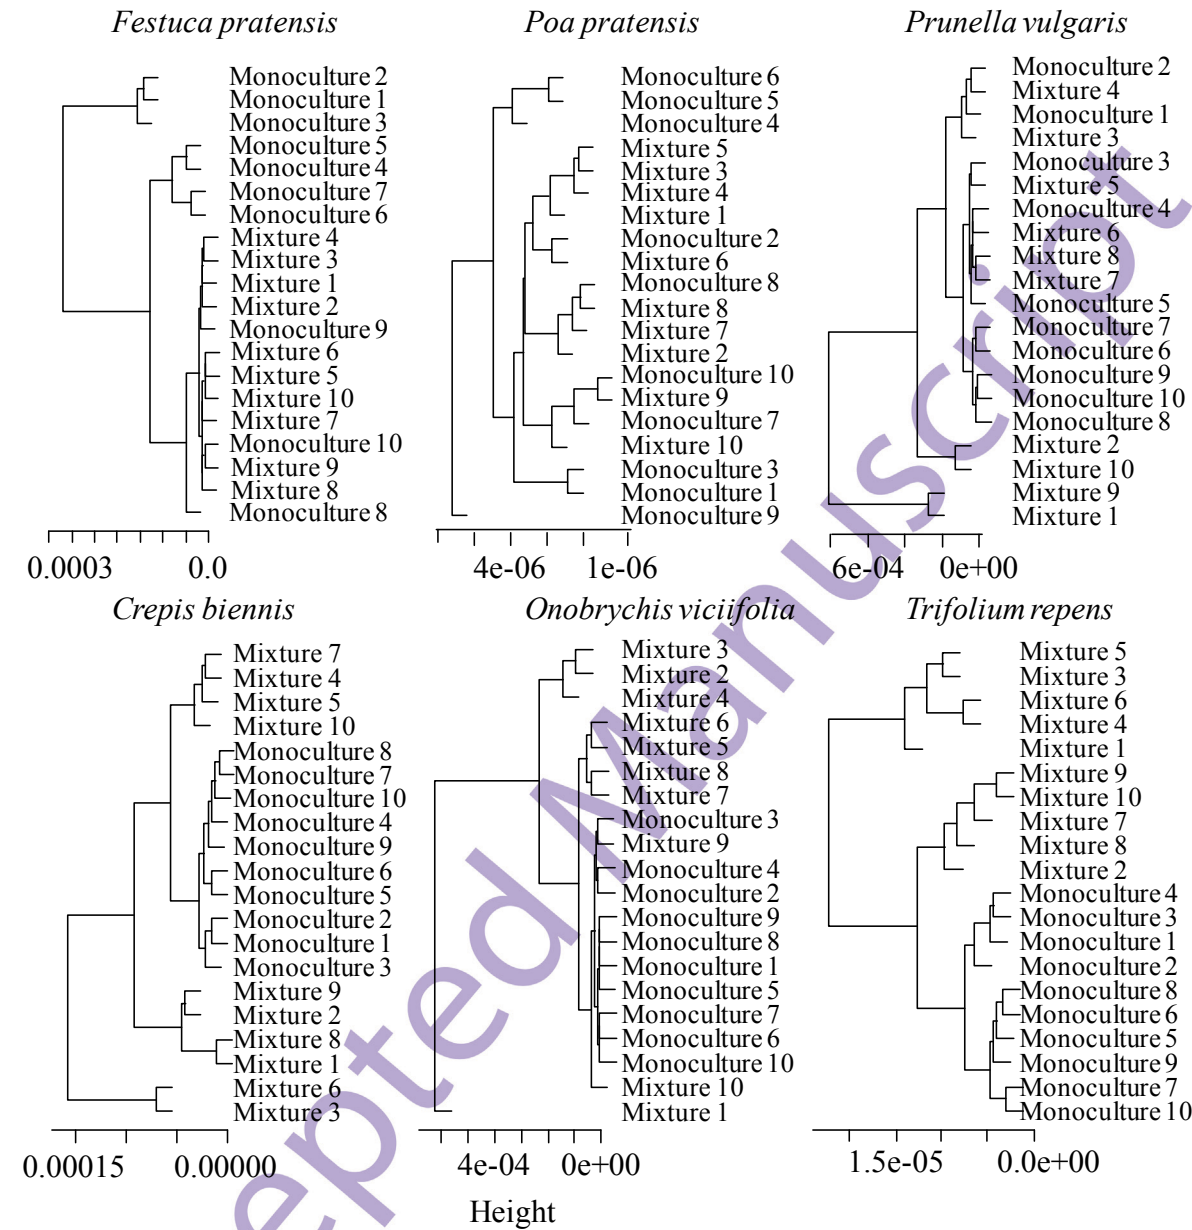 Festuca pratensis
Monoculture 2
Monoculture 1
Monoculture 3
Monoculture 5
Monoculture 4
Monoculture 7
Monoculture 6
Mixture 4
Mixture 3
Mixture 1
Mixture 2
Monoculture 9
Mixture 6
Mixture 5
Mixture 10
Mixture 7
Monoculture 10
Mixture 9
Mixture 8
Monoculture 8
0.0003 0.0
Poa pratensis
Monoculture 6
Monoculture 5
Monoculture 4
Mixture 5
Mixture 3
Mixture 4
Mixture 1
Monoculture 2
Mixture 6
Monoculture 8
Mixture 8
Mixture 7
Mixture 2
Monoculture 10
Mixture 9
Monoculture 7
Mixture 10
Monoculture 3
Monoculture 1
Monoculture 9
4e-06 1e-06
Prunella vulgaris
Monoculture 2
Mixture 4
Monoculture 1
Mixture 3
Monoculture 3
Mixture 5
Monoculture 4
Mixture 6
Mixture 8
Mixture 7
Monoculture 5
Monoculture 7
Monoculture 6
Monoculture 9
Monoculture 10
Monoculture 8
Mixture 2
Mixture 10
Mixture 9
Mixture 1
6e-04 0e+00
Crepis biennis
Mixture 7
Mixture 4
Mixture 5
Mixture 10
Monoculture 8
Monoculture 7
Monoculture 10
Monoculture 4
Monoculture 9
Monoculture 6
Monoculture 5
Monoculture 2
Monoculture 1
Monoculture 3
Mixture 9
Mixture 2
Mixture 8
Mixture 1
Mixture 6
Mixture 3
0.00015 0.00000
Onobrychis viciifolia
Mixture 3
Mixture 2
Mixture 4
Mixture 6
Mixture 5
Mixture 8
Mixture 7
Monoculture 3
Mixture 9
Monoculture 4
Monoculture 2
Monoculture 9
Monoculture 8
Monoculture 1
Monoculture 5
Monoculture 7
Monoculture 6
Monoculture 10
Mixture 10
Mixture 1
4e-04 0e+00
Trifolium repens
Mixture 5
Mixture 3
Mixture 6
Mixture 4
Mixture 1
Mixture 9
Mixture 10
Mixture 7
Mixture 8
Mixture 2
Monoculture 4
Monoculture 3
Monoculture 1
Monoculture 2
Monoculture 8
Monoculture 6
Monoculture 5
Monoculture 9
Monoculture 7
Monoculture 10
1.5e-05 0.0e+00
Height
epted Manuscript